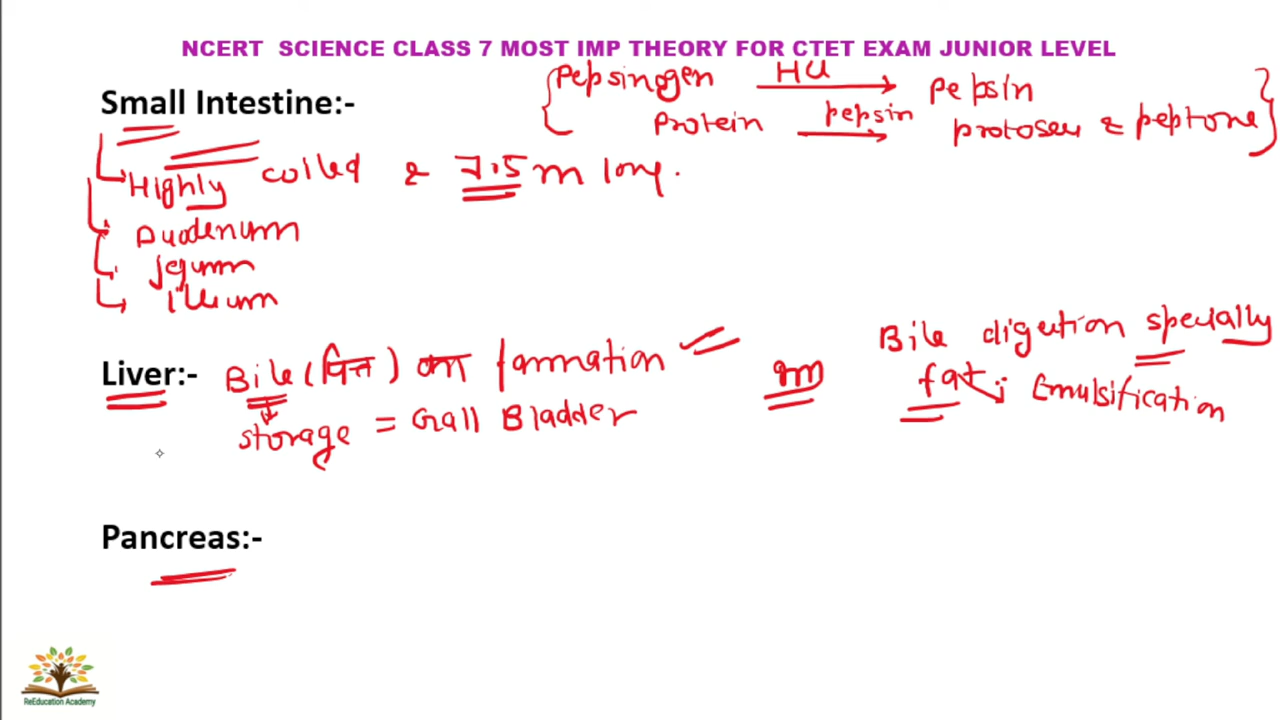 NCERT SCIENCE CLASS 7 MOST IMP THEORY FOR CTET EXAM JUNIOR LEVEL
Pepsinogen HCl Pepsin
Protein pepsin protoses & peptone
Small Intestine:-
Highly coiled & 7.5 m long.
Duodenum
Jejunum
Illium
Liver:- Bile (पित्त) का formation
storage = Gall Bladder
Bile digestion specially
fat; Emulsification
Pancreas:-
ReEducation Academy